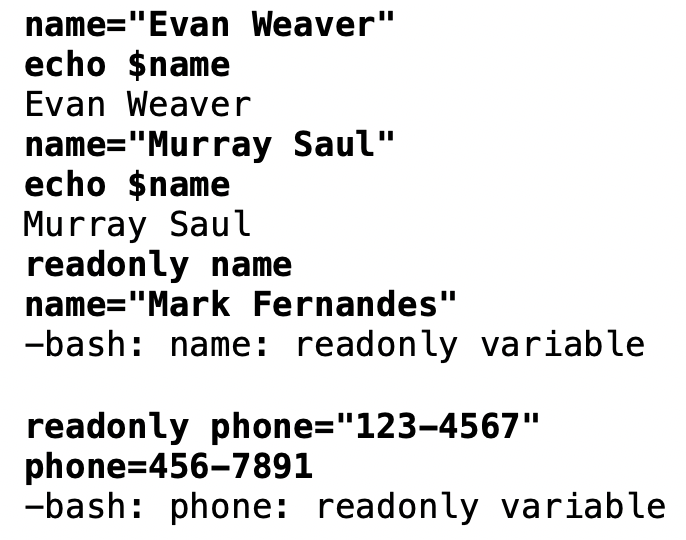 name="Evan Weaver"
echo $name
Evan Weaver
name="Murray Saul"
echo $name
Murray Saul
readonly name
name="Mark Fernandes"
-bash: name: readonly variable
readonly phone="123-4567"
phone=456-7891
-bash: phone: readonly variable